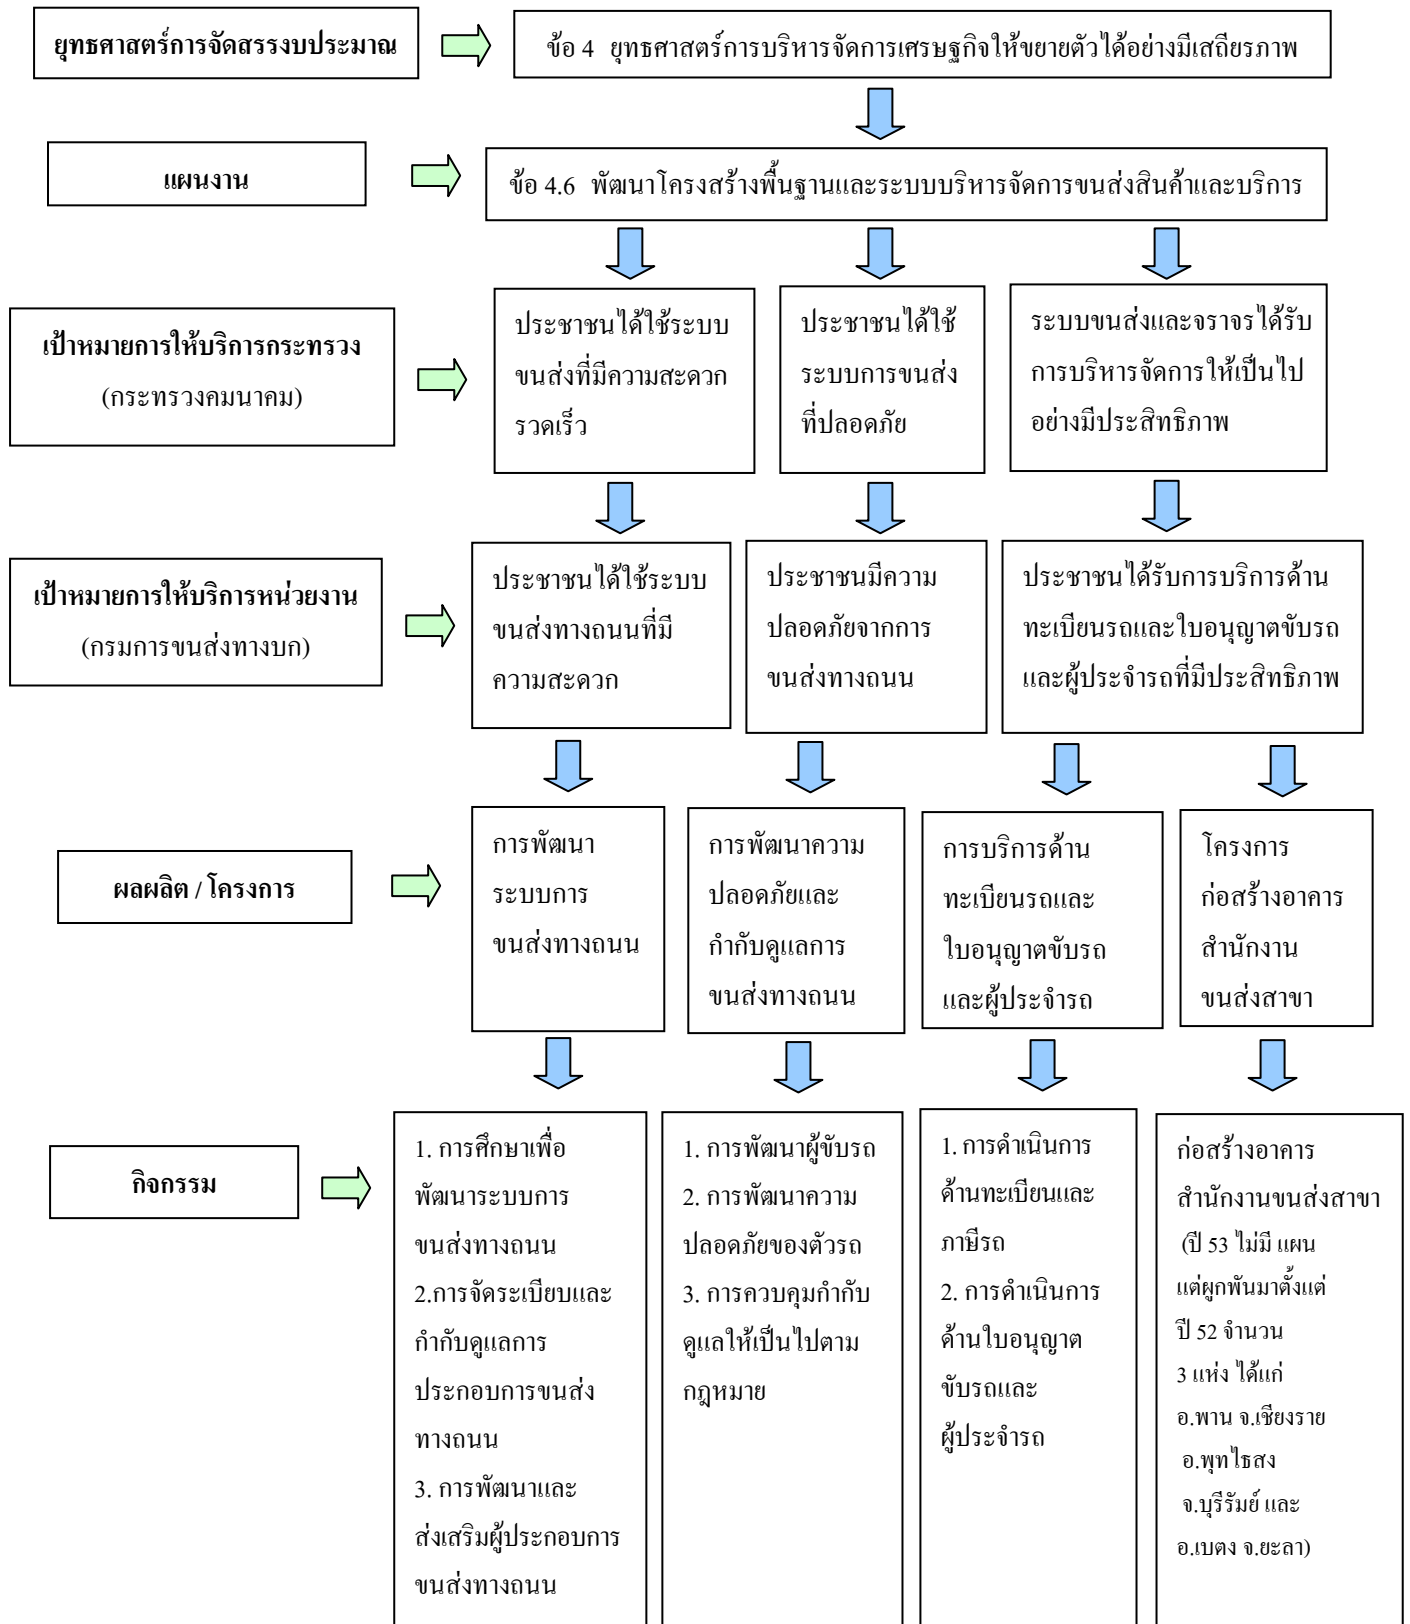 ยุทธศาสตร์การจัดสรรงบประมาณ
ข้อ 4 ยุทธศาสตร์การบริหารจัดการเศรษฐกิจให้ขยายตัวได้อย่างมีเสถียรภาพ
แผนงาน
ข้อ 4.6 พัฒนาโครงสร้างพื้นฐานและระบบบริหารจัดการขนส่งสินค้าและบริการ
เป้าหมายการให้บริการกระทรวง
(กระทรวงคมนาคม)
ประชาชนได้ใช้ระบบ
ขนส่งที่มีความสะดวก
รวดเร็ว
ประชาชนได้ใช้
ระบบการขนส่ง
ที่ปลอดภัย
ระบบขนส่งและจราจรได้รับ
การบริหารจัดการให้เป็นไป
อย่างมีประสิทธิภาพ
เป้าหมายการให้บริการหน่วยงาน
(กรมการขนส่งทางบก)
ประชาชนได้ใช้ระบบ
ขนส่งทางถนนที่มี
ความสะดวก
ประชาชนมีความ
ปลอดภัยจากการ
ขนส่งทางถนน
ประชาชนได้รับการบริการด้าน
ทะเบียนรถและใบอนุญาตขับรถ
และผู้ประจำรถที่มีประสิทธิภาพ
ผลผลิต / โครงการ
การพัฒนา
ระบบการ
ขนส่งทางถนน
การพัฒนาความ
ปลอดภัยและ
กำกับดูแลการ
ขนส่งทางถนน
การบริการด้าน
ทะเบียนรถและ
ใบอนุญาตขับรถ
และผู้ประจำรถ
โครงการ
ก่อสร้างอาคาร
สำนักงาน
ขนส่งสาขา
กิจกรรม
1. การศึกษาเพื่อ
พัฒนาระบบการ
ขนส่งทางถนน
2.การจัดระเบียบและ
กำกับดูแลการ
ประกอบการขนส่ง
ทางถนน
3. การพัฒนาและ
ส่งเสริมผู้ประกอบการ
ขนส่งทางถนน
1. การพัฒนาผู้ขับรถ
2. การพัฒนาความ
ปลอดภัยของตัวรถ
3. การควบคุมกำกับ
ดูแลให้เป็นไปตาม
กฎหมาย
1. การดำเนินการ
ด้านทะเบียนและ
ภาษีรถ
2. การดำเนินการ
ด้านใบอนุญาต
ขับรถและ
ผู้ประจำรถ
ก่อสร้างอาคาร
สำนักงานขนส่งสาขา
(ปี 53 ไม่มี แผน
แต่ผูกพันมาตั้งแต่
ปี 52 จำนวน
3 แห่ง ได้แก่
อ.พาน จ.เชียงราย
อ.พุทไธสง
จ.บุรีรัมย์ และ
อ.เบตง จ.ยะลา)